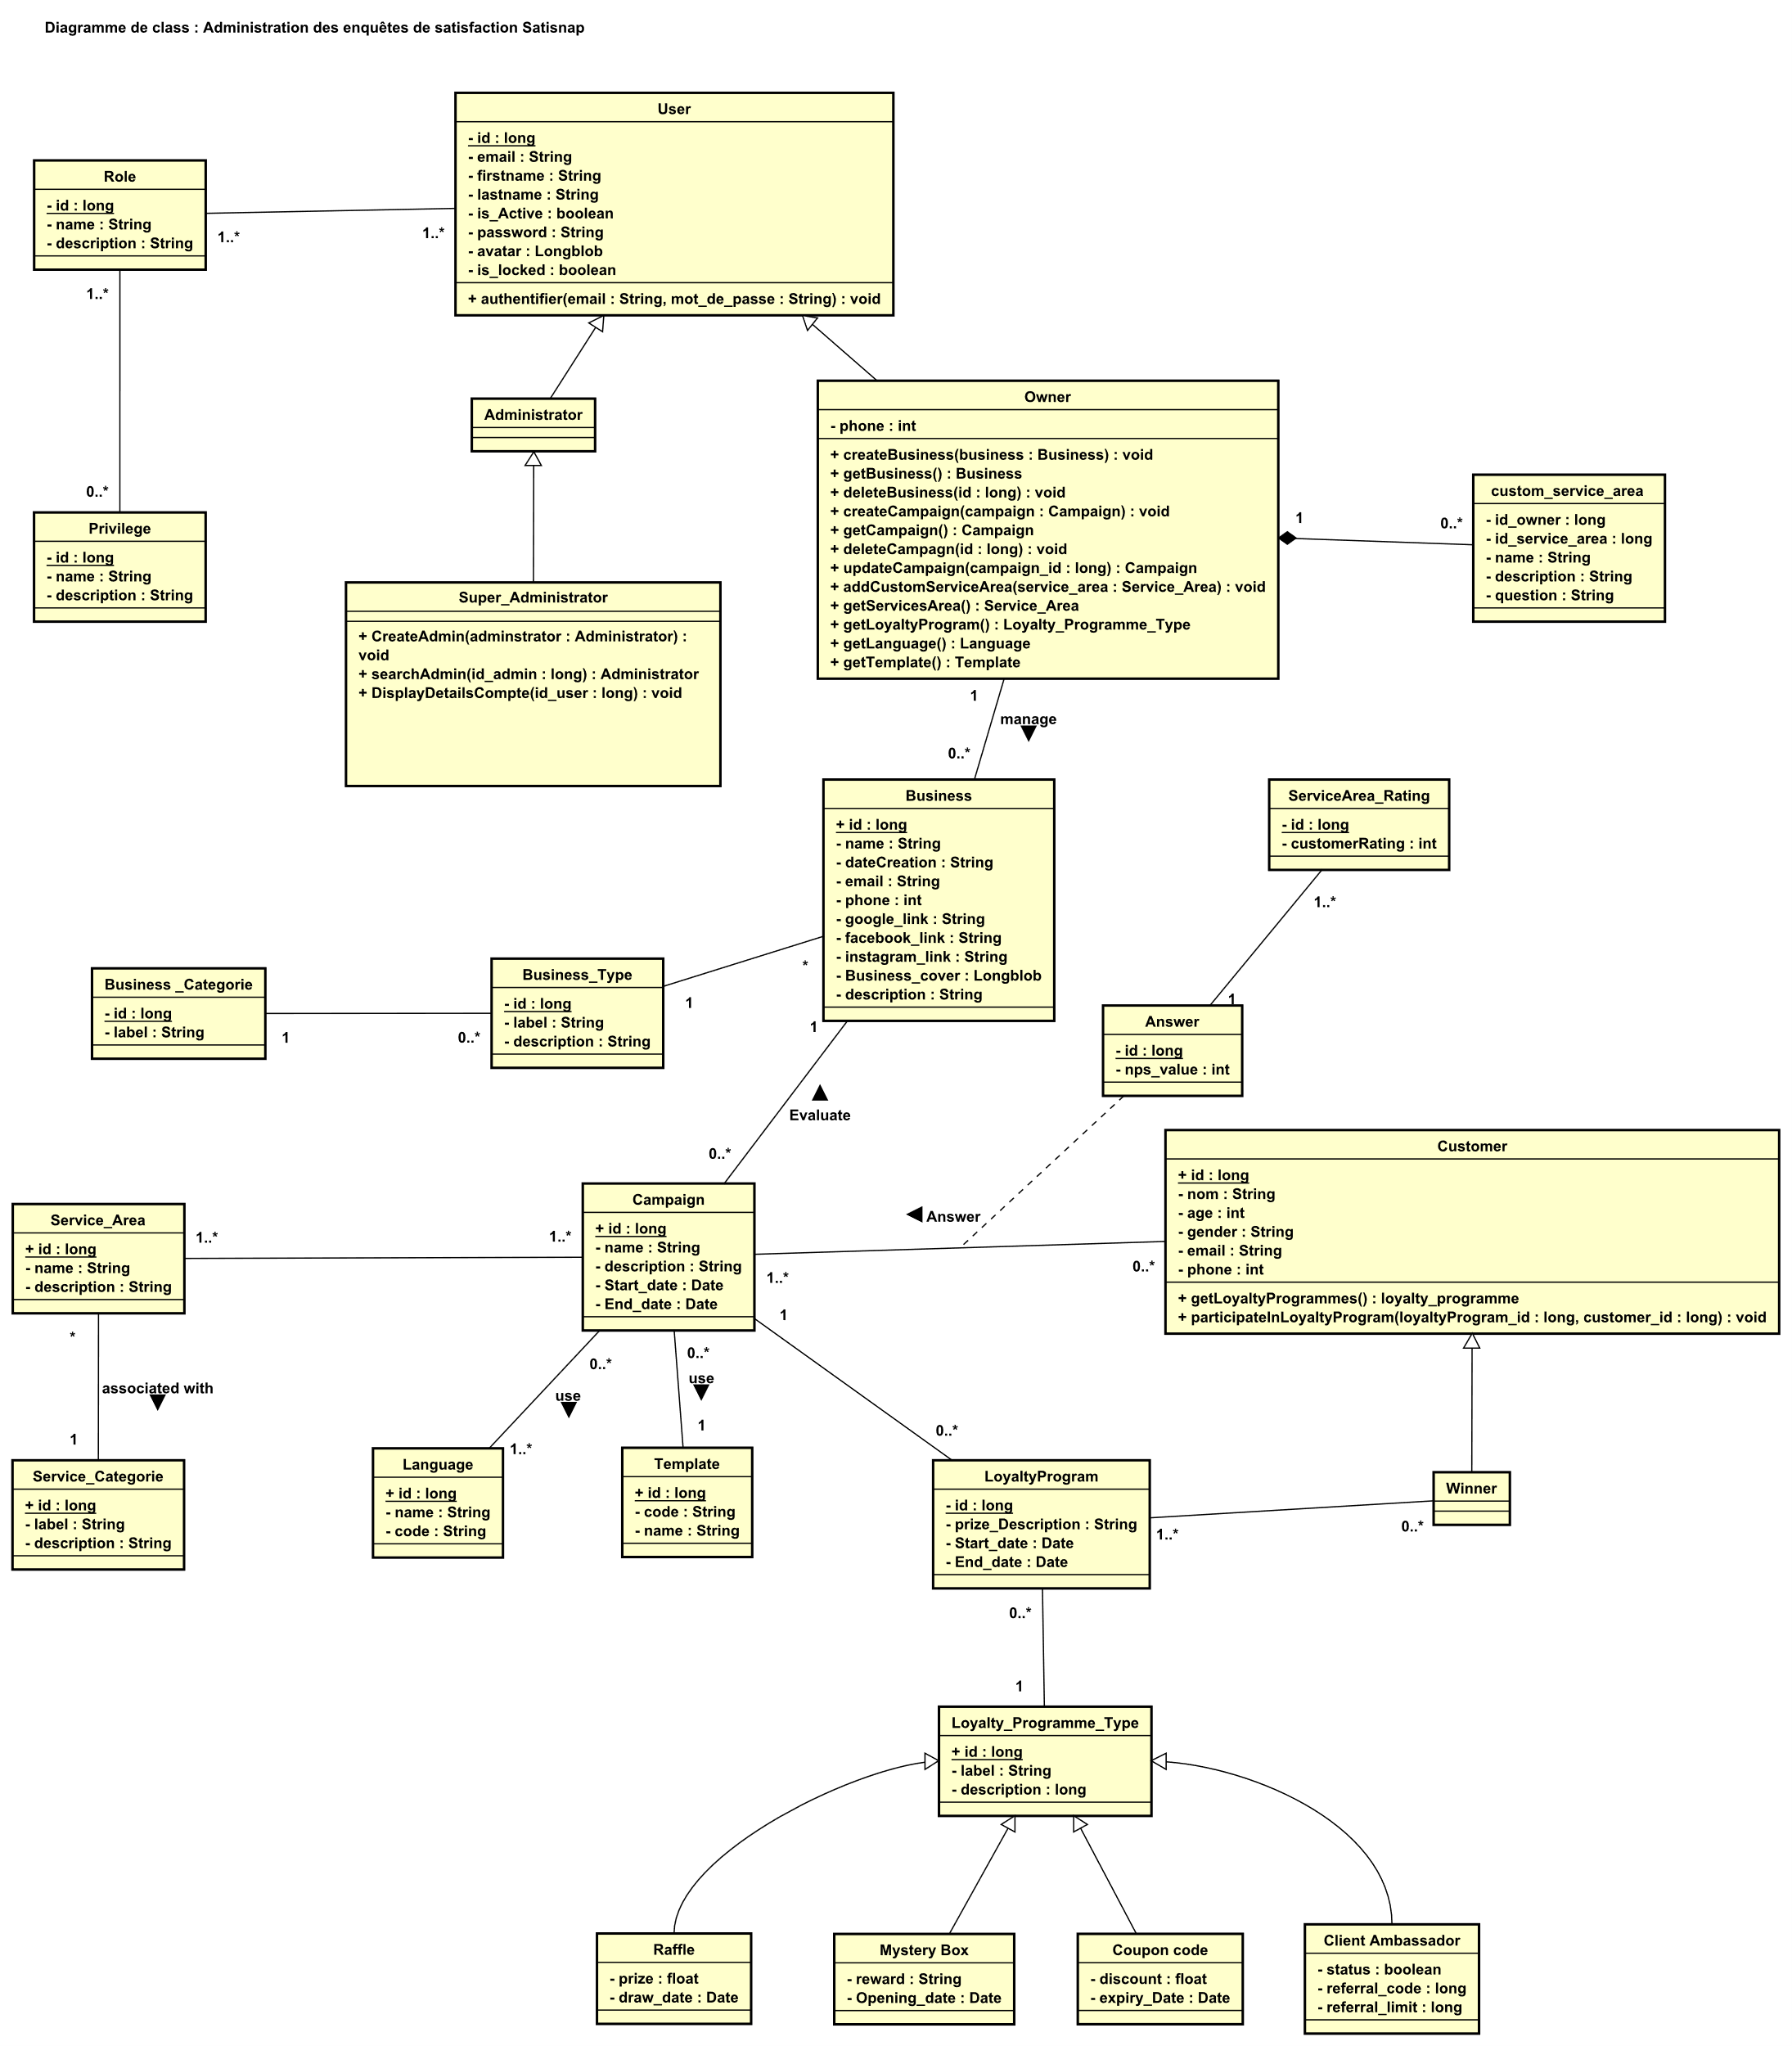 Diagramme de class : Administration des enquêtes de satisfaction Satisnap
User
- id : long
- email : String
- firstname : String
- lastname : String
- is_Active : boolean
- password : String
- avatar : Longblob
- is_locked : boolean
+ authentifier(email : String, mot_de_passe : String) : void
Role
- id : long
- name : String
- description : String
1..*
1..*
1..*
0..*
Privilege
- id : long
- name : String
- description : String
Administrator
Super_Administrator
+ CreateAdmin(adminstrator : Administrator) :
void
+ searchAdmin(id_admin : long) : Administrator
+ DisplayDetailsCompte(id_user : long) : void
Owner
- phone : int
+ createBusiness(business : Business) : void
+ getBusiness() : Business
+ deleteBusiness(id : long) : void
+ createCampaign(campaign : Campaign) : void
+ getCampaign() : Campaign
+ deleteCampagn(id : long) : void
+ updateCampaign(campaign_id : long) : Campaign
+ addCustomServiceArea(service_area : Service_Area) : void
+ getServicesArea() : Service_Area
+ getLoyaltyProgram() : Loyalty_Programme_Type
+ getLanguage() : Language
+ getTemplate() : Template
1
0..*
custom_service_area
- id_owner : long
- id_service_area : long
- name : String
- description : String
- question : String
1
manage
0..*
Business
+ id : long
- name : String
- dateCreation : String
- email : String
- phone : int
- google_link : String
- facebook_link : String
- instagram_link : String
- Business_cover : Longblob
- description : String
ServiceArea_Rating
- id : long
- customerRating : int
1..*
1
Answer
- id : long
- nps_value : int
Business _Categorie
- id : long
- label : String
1
0..*
Business_Type
- id : long
- label : String
- description : String
1
*
1
Evaluate
0..*
Customer
+ id : long
- nom : String
- age : int
- gender : String
- email : String
- phone : int
+ getLoyaltyProgrammes() : loyalty_programme
+ participateInLoyaltyProgram(loyaltyProgram_id : long, customer_id : long) : void
Answer
1..*
0..*
Campaign
+ id : long
- name : String
- description : String
- Start_date : Date
- End_date : Date
Service_Area
+ id : long
- name : String
- description : String
1..*
1..*
*
associated with
1
Service_Categorie
+ id : long
- label : String
- description : String
0..*
use
1..*
Language
+ id : long
- name : String
- code : String
0..*
use
1
Template
+ id : long
- code : String
- name : String
1
0..*
LoyaltyProgram
- id : long
- prize_Description : String
- Start_date : Date
- End_date : Date
1..*
0..*
Winner
0..*
1
Loyalty_Programme_Type
+ id : long
- label : String
- description : long
Raffle
- prize : float
- draw_date : Date
Mystery Box
- reward : String
- Opening_date : Date
Coupon code
- discount : float
- expiry_Date : Date
Client Ambassador
- status : boolean
- referral_code : long
- referral_limit : long